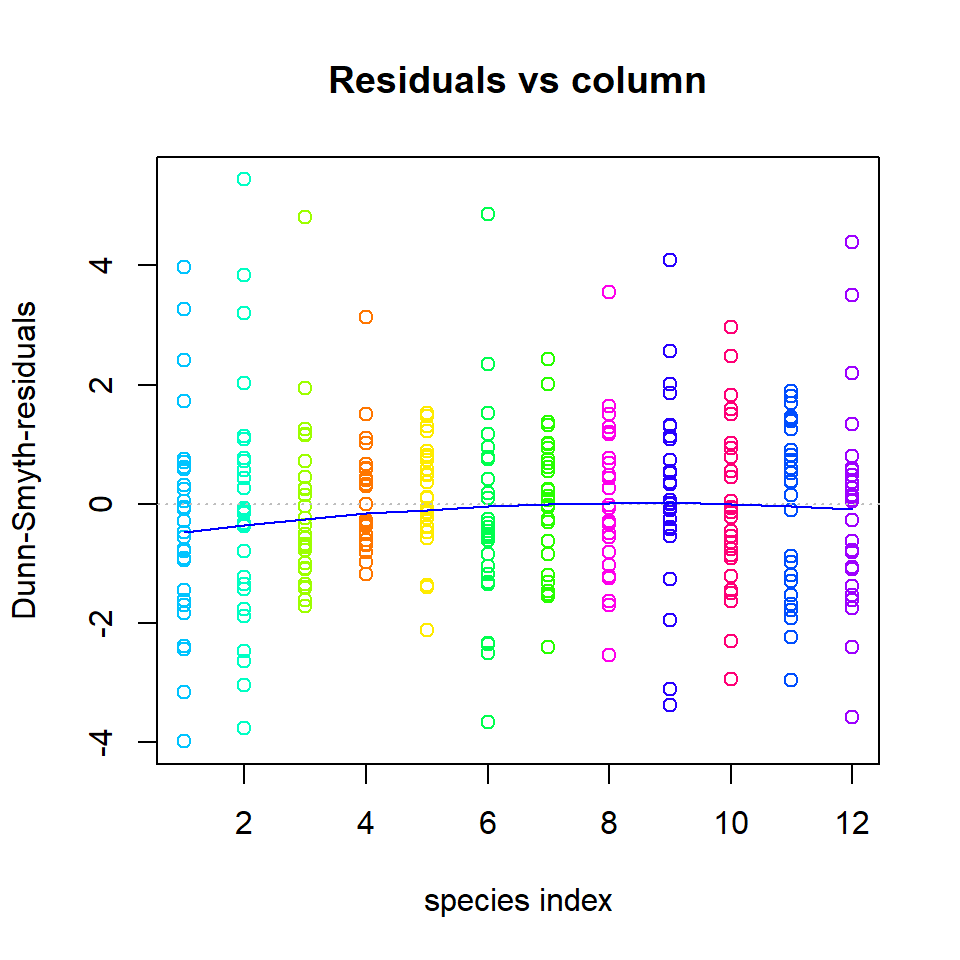 Residuals vs column
Dunn-Smyth-residuals
4
2
0
-2
-4
2 4 6 8 10 12
species index